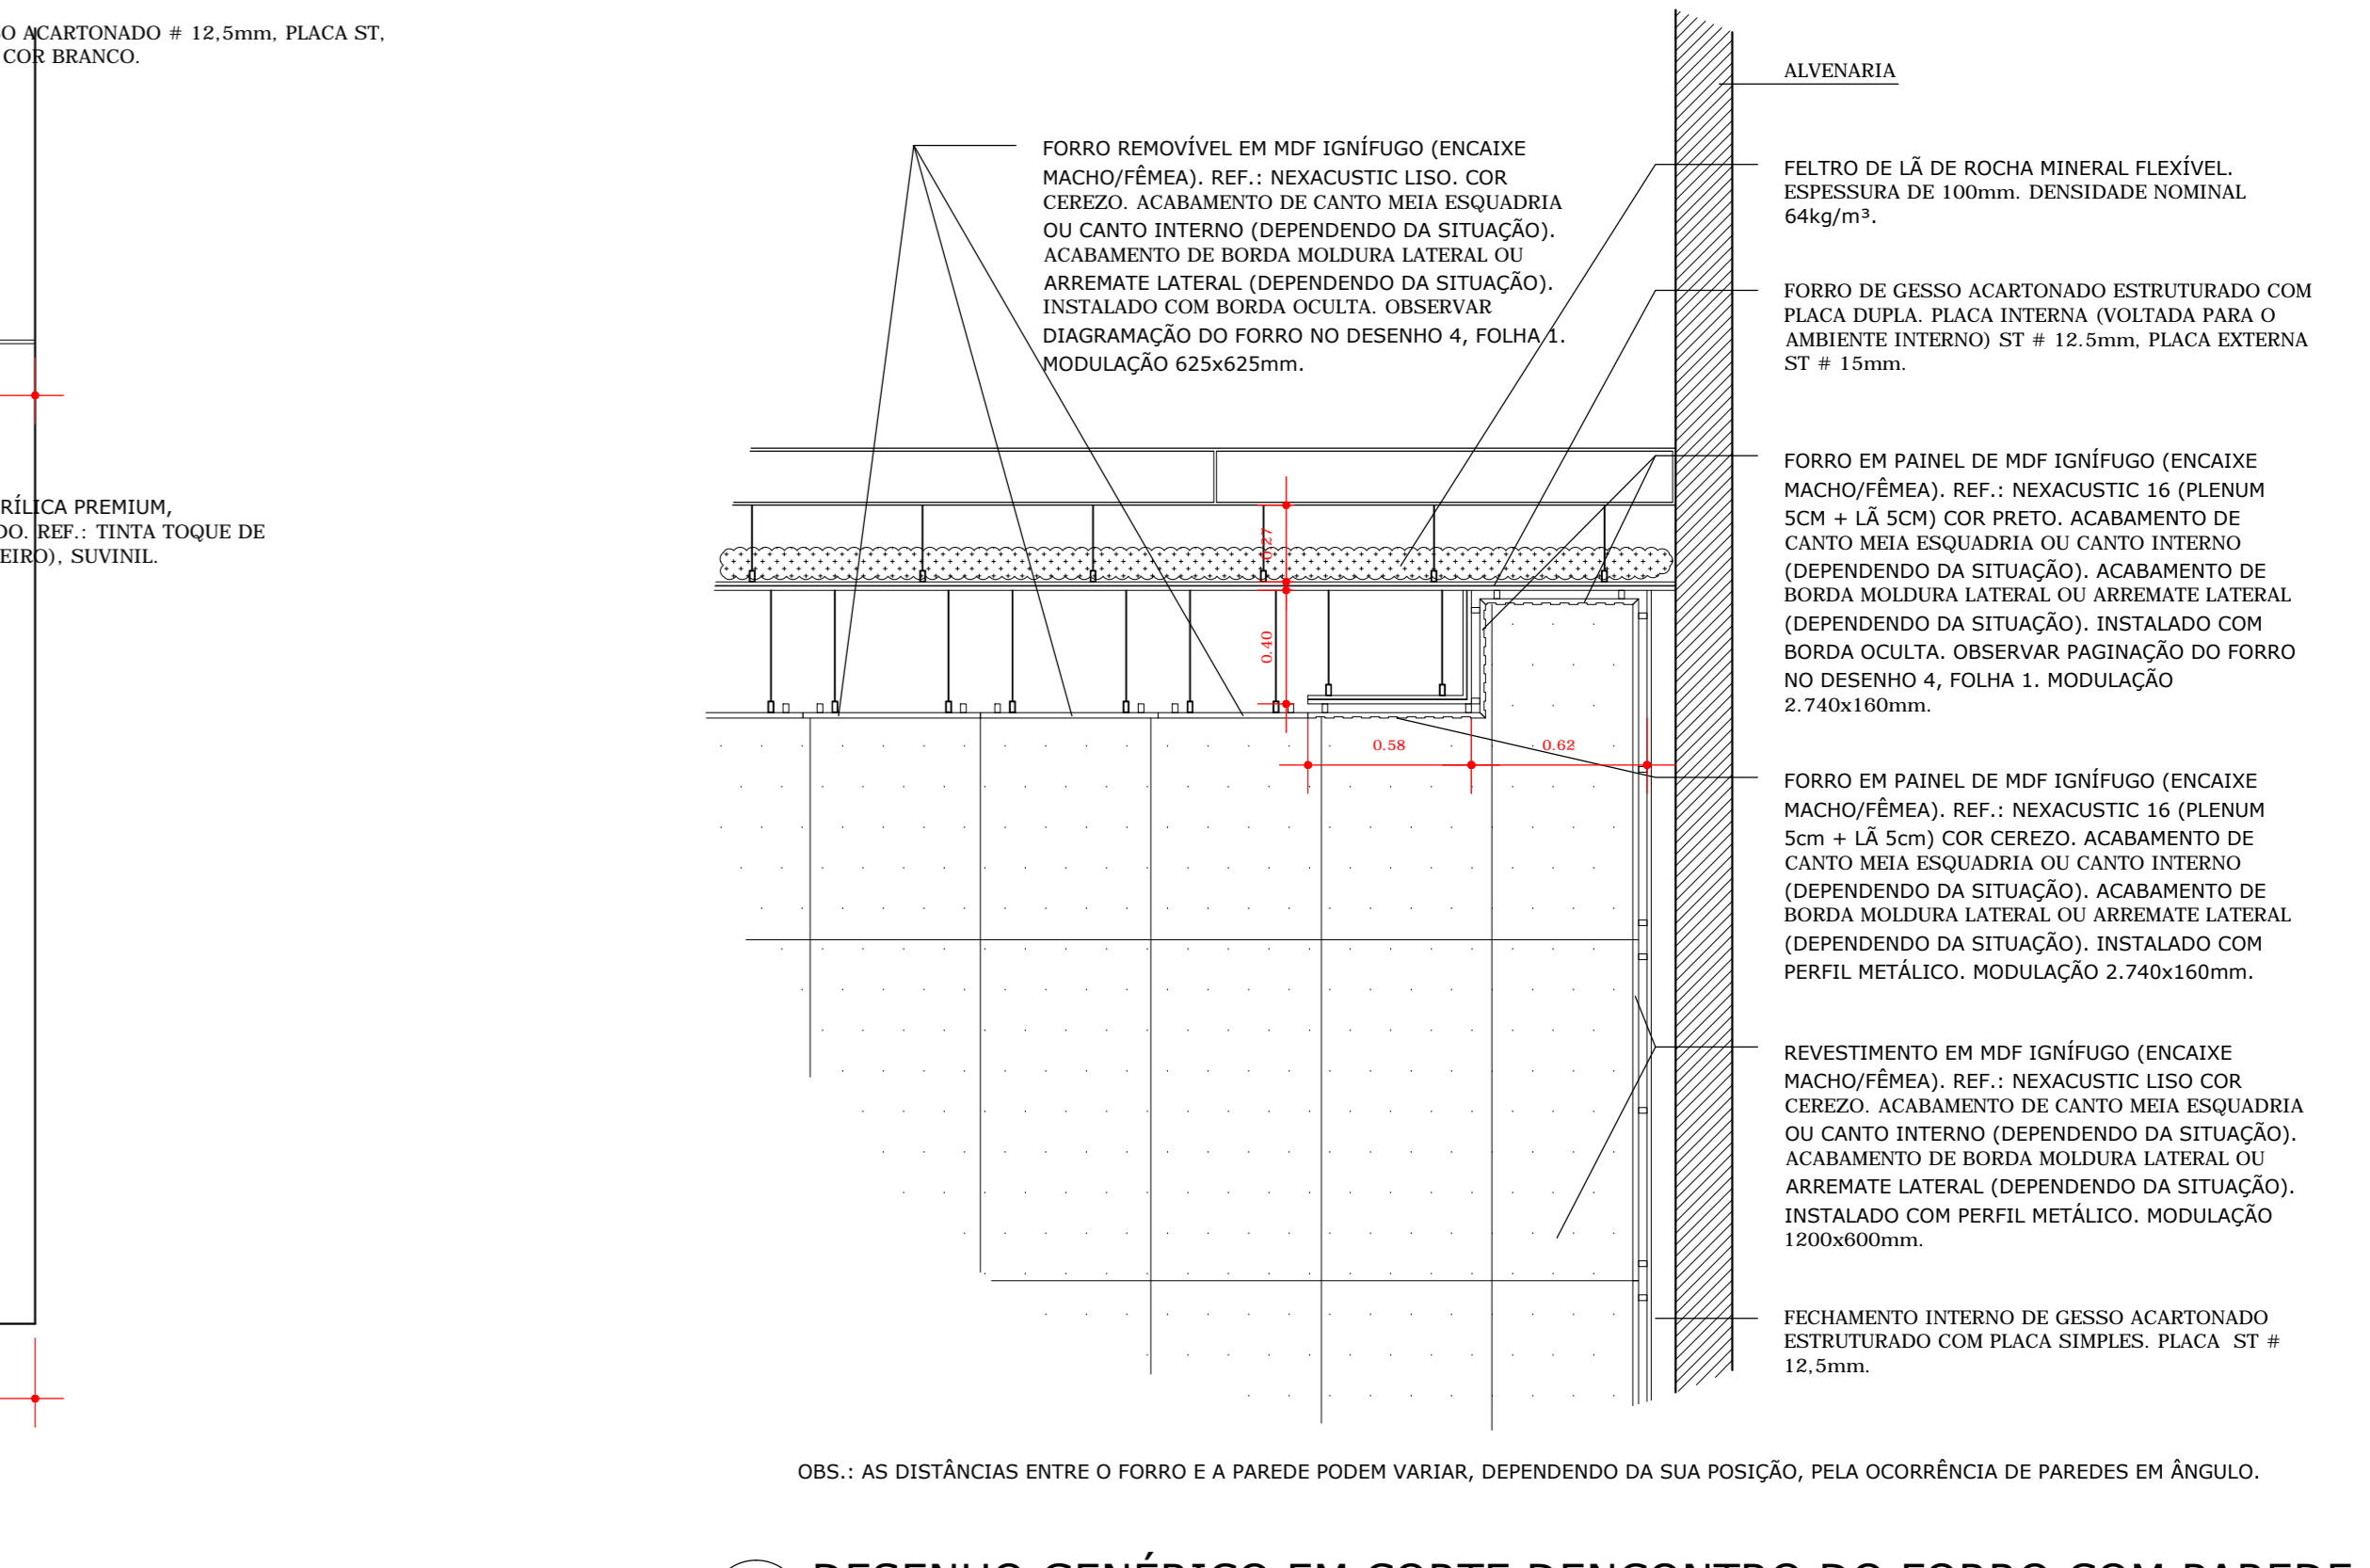 O ACARTONADO # 12,5mm, PLACA ST,
COR BRANCO.
RÍLICA PREMIUM,
DO. REF.: TINTA TOQUE DE
EIRO), SUVINIL.
FORRO REMOVÍVEL EM MDF IGNÍFUGO (ENCAIXE
MACHO/FÊMEA). REF.: NEXACUSTIC LISO. COR
CEREZO. ACABAMENTO DE CANTO MEIA ESQUADRIA
OU CANTO INTERNO (DEPENDENDO DA SITUAÇÃO).
ACABAMENTO DE BORDA MOLDURA LATERAL OU
ARREMATE LATERAL (DEPENDENDO DA SITUAÇÃO).
INSTALADO COM BORDA OCULTA. OBSERVAR
DIAGRAMAÇÃO DO FORRO NO DESENHO 4, FOLHA 1.
MODULAÇÃO 625x625mm.
0.27
0.40
0.58
0.62
ALVENARIA
FELTRO DE LÃ DE ROCHA MINERAL FLEXÍVEL.
ESPESSURA DE 100mm. DENSIDADE NOMINAL
64kg/m³.
FORRO DE GESSO ACARTONADO ESTRUTURADO COM
PLACA DUPLA. PLACA INTERNA (VOLTADA PARA O
AMBIENTE INTERNO) ST # 12.5mm, PLACA EXTERNA
ST # 15mm.
FORRO EM PAINEL DE MDF IGNÍFUGO (ENCAIXE
MACHO/FÊMEA). REF.: NEXACUSTIC 16 (PLENUM
5CM + LÃ 5CM) COR PRETO. ACABAMENTO DE
CANTO MEIA ESQUADRIA OU CANTO INTERNO
(DEPENDENDO DA SITUAÇÃO). ACABAMENTO DE
BORDA MOLDURA LATERAL OU ARREMATE LATERAL
(DEPENDENDO DA SITUAÇÃO). INSTALADO COM
BORDA OCULTA. OBSERVAR PAGINAÇÃO DO FORRO
NO DESENHO 4, FOLHA 1. MODULAÇÃO
2.740x160mm.
FORRO EM PAINEL DE MDF IGNÍFUGO (ENCAIXE
MACHO/FÊMEA). REF.: NEXACUSTIC 16 (PLENUM
5cm + LÃ 5cm) COR CEREZO. ACABAMENTO DE
CANTO MEIA ESQUADRIA OU CANTO INTERNO
(DEPENDENDO DA SITUAÇÃO). ACABAMENTO DE
BORDA MOLDURA LATERAL OU ARREMATE LATERAL
(DEPENDENDO DA SITUAÇÃO). INSTALADO COM
PERFIL METÁLICO. MODULAÇÃO 2.740x160mm.
REVESTIMENTO EM MDF IGNÍFUGO (ENCAIXE
MACHO/FÊMEA). REF.: NEXACUSTIC LISO COR
CEREZO. ACABAMENTO DE CANTO MEIA ESQUADRIA
OU CANTO INTERNO (DEPENDENDO DA SITUAÇÃO).
ACABAMENTO DE BORDA MOLDURA LATERAL OU
ARREMATE LATERAL (DEPENDENDO DA SITUAÇÃO).
INSTALADO COM PERFIL METÁLICO. MODULAÇÃO
1200x600mm.
FECHAMENTO INTERNO DE GESSO ACARTONADO
ESTRUTURADO COM PLACA SIMPLES. PLACA ST #
12,5mm.
OBS.: AS DISTÂNCIAS ENTRE O FORRO E A PAREDE PODEM VARIAR, DEPENDENDO DA SUA POSIÇÃO, PELA OCORRÊNCIA DE PAREDES EM ÂNGULO.
DESENHO GENÉRICO EM CORTE DENCONTRO DO FORRO COM PAREDE